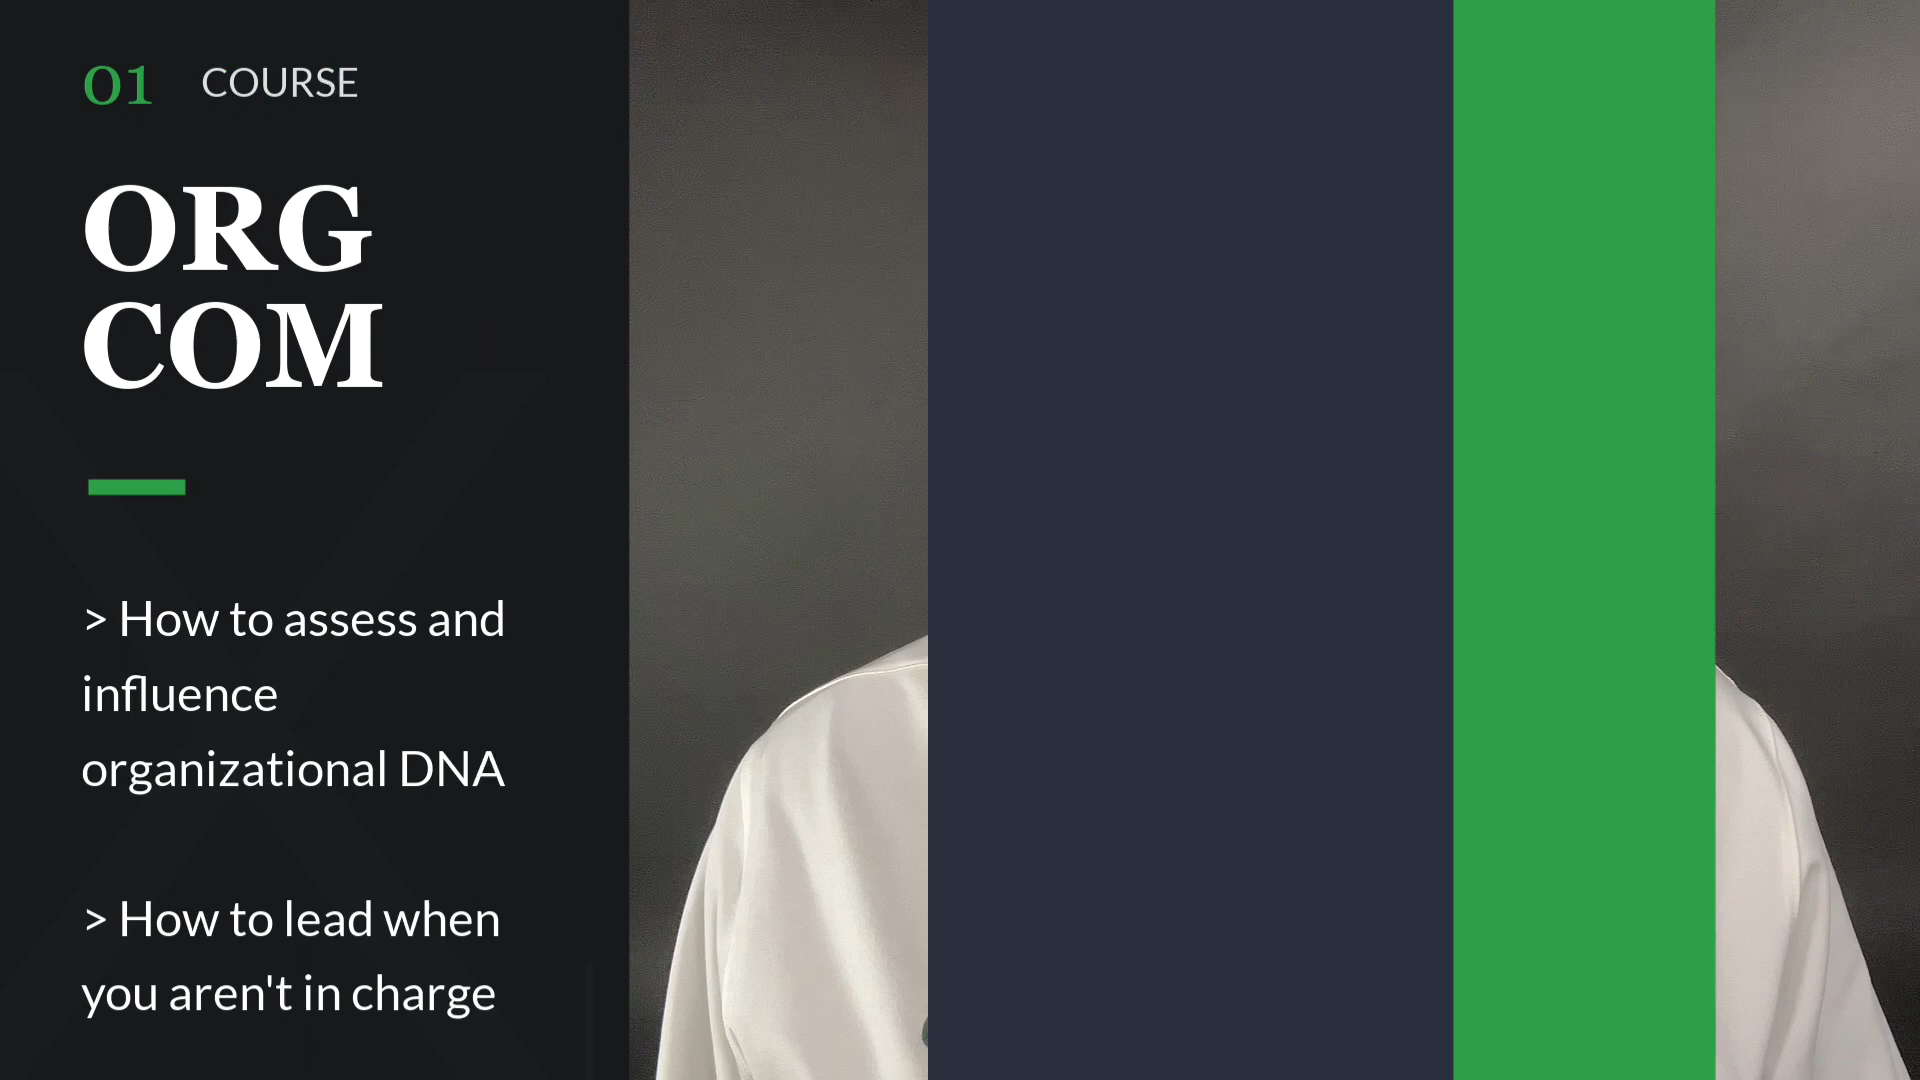 01 COURSE
ORG
COM
> How to assess and
influence
organizational DNA
> How to lead when
you aren't in charge